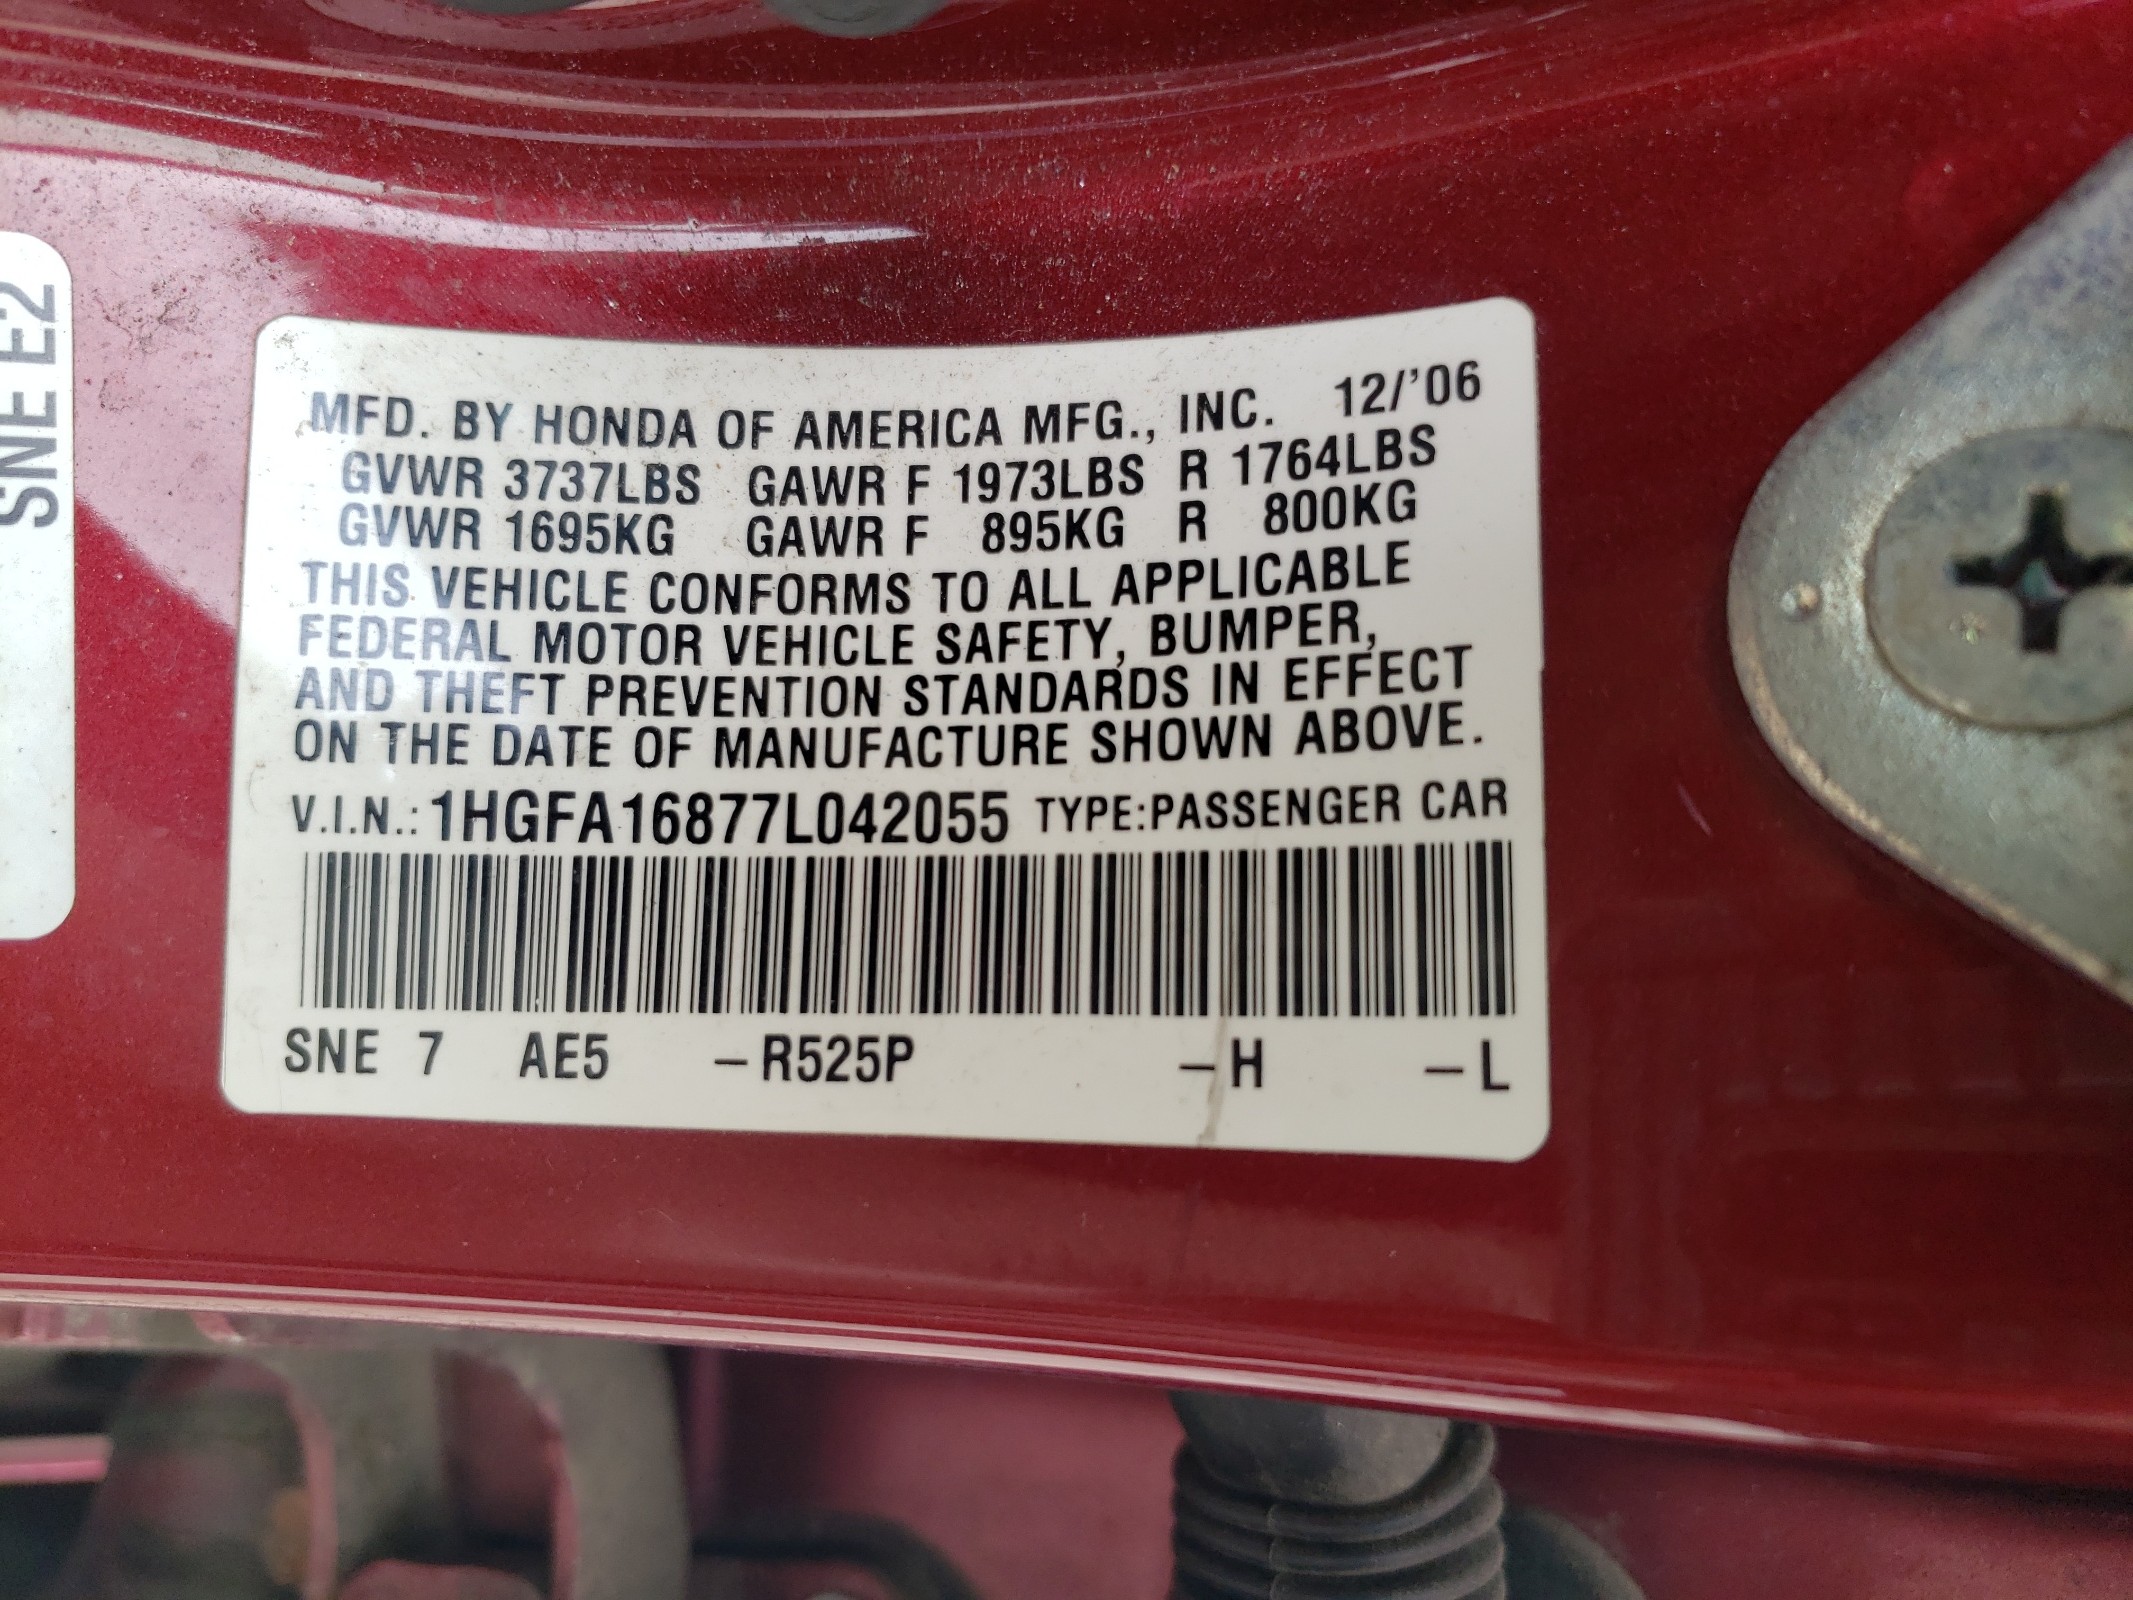 SNE E2
MFD. BY HONDA OF AMERICA MFG., INC. 12/'06
GVWR 3737LBS GAWR F 1973LBS R 1764LBS
GVWR 1695KG GAWR F 895KG R 800KG
THIS VEHICLE CONFORMS TO ALL APPLICABLE
FEDERAL MOTOR VEHICLE SAFETY, BUMPER,
AND THEFT PREVENTION STANDARDS IN EFFECT
ON THE DATE OF MANUFACTURE SHOWN ABOVE.
V.I.N.: 1HGFA16877L042055 TYPE:PASSENGER CAR
SNE 7 AE5 –R525P –H –L